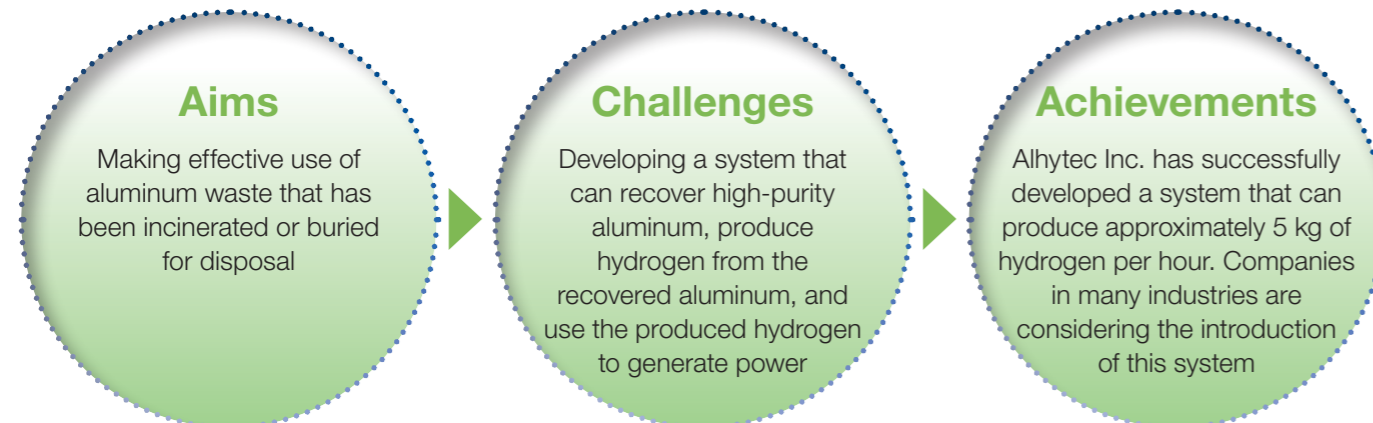 Aims
Making effective use of
aluminum waste that has
been incinerated or buried
for disposal
Challenges
Developing a system that
can recover high-purity
aluminum, produce
hydrogen from the
recovered aluminum, and
use the produced hydrogen
to generate power
Achievements
Alhytec Inc. has successfully
developed a system that can
produce approximately 5 kg of
hydrogen per hour. Companies
in many industries are
considering the introduction
of this system